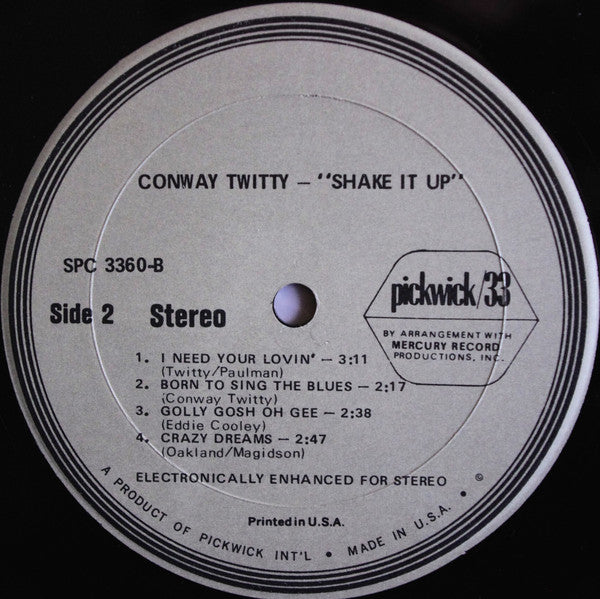 CONWAY TWITTY – "SHAKE IT UP"
SPC 3360-B
Side 2 Stereo
pickwick/33
BY ARRANGEMENT WITH
MERCURY RECORD
PRODUCTIONS, INC.
1. I NEED YOUR LOVIN' – 3:11
(Twitty/Paulman)
2. BORN TO SING THE BLUES – 2:17
(Conway Twitty)
3. GOLLY GOSH OH GEE – 2:38
(Eddie Cooley)
4. CRAZY DREAMS – 2:47
(Oakland/Magidson)
ELECTRONICALLY ENHANCED FOR STEREO
Printed in U.S.A.
A PRODUCT OF PICKWICK INT'L • MADE IN U.S.A. • ©